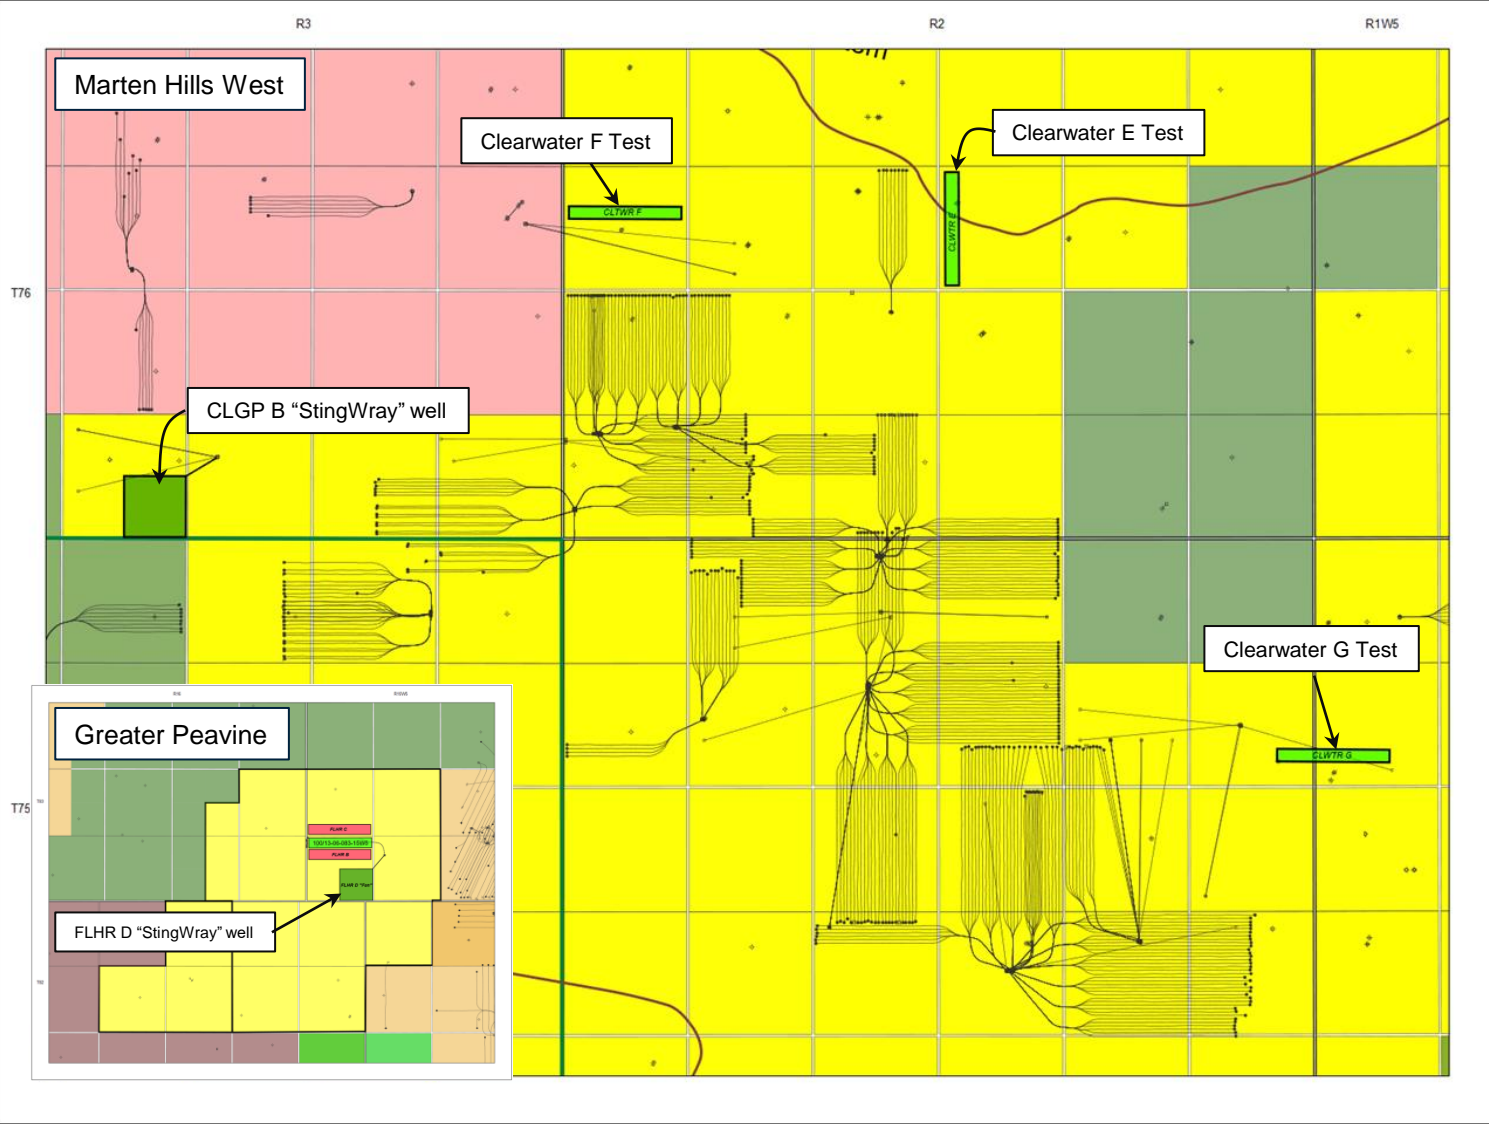 R3
R2
R1W5
Marten Hills West
Clearwater F Test
Clearwater E Test
CLTWR F
CLWTR E
T76
CLGP B “StingWray” well
Clearwater G Test
CLWTR G
T75
Greater Peavine
FLHR C
100/13-06-083-15W5
FLHR B
FLHR D "Pan"
FLHR D “StingWray” well